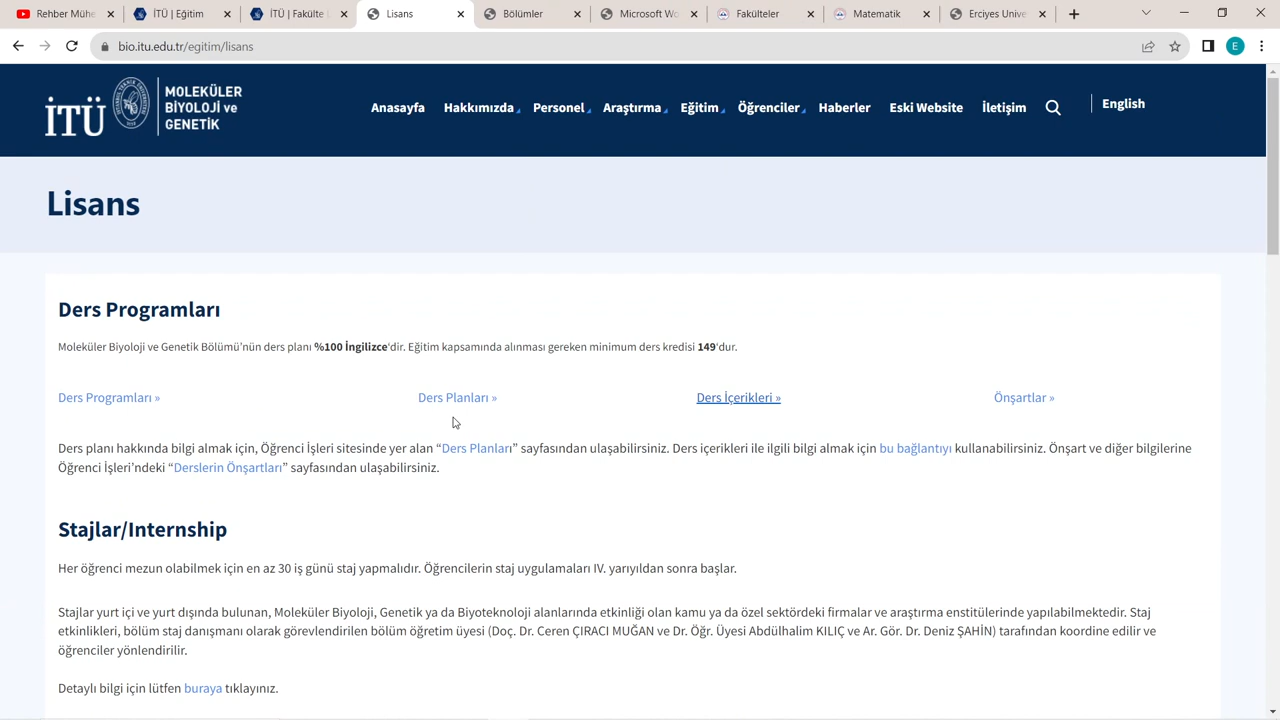 Rehber Mühe
İTÜ | Eğitim
İTÜ | Fakülte L
Lisans
Bölümler
Microsoft Wo
Fakülteler
Matematik
Erciyes Unive
bio.itu.edu.tr/egitim/lisans
E
İTÜ
MOLEKÜLER
BİYOLOJİ ve
GENETİK
Anasayfa Hakkımızda Personel Araştırma Eğitim Öğrenciler Haberler Eski Website İletişim English
Lisans
Ders Programları
Moleküler Biyoloji ve Genetik Bölümü'nün ders planı %100 İngilizce'dir. Eğitim kapsamında alınması gereken minimum ders kredisi 149'dur.
Ders Programları » Ders Planları » Ders İçerikleri » Önşartlar »
Ders planı hakkında bilgi almak için, Öğrenci İşleri sitesinde yer alan “Ders Planları” sayfasından ulaşabilirsiniz. Ders içerikleri ile ilgili bilgi almak için bu bağlantıyı kullanabilirsiniz. Önşart ve diğer bilgilerine
Öğrenci İşleri’ndeki “Derslerin Önşartları” sayfasından ulaşabilirsiniz.
Stajlar/Internship
Her öğrenci mezun olabilmek için en az 30 iş günü staj yapmalıdır. Öğrencilerin staj uygulamaları IV. yarıyıldan sonra başlar.
Stajlar yurt içi ve yurt dışında bulunan, Moleküler Biyoloji, Genetik ya da Biyoteknoloji alanlarında etkinliği olan kamu ya da özel sektördeki firmalar ve araştırma enstitülerinde yapılabilmektedir. Staj
etkinlikleri, bölüm staj danışmanı olarak görevlendirilen bölüm öğretim üyesi (Doç. Dr. Ceren ÇIRACI MUĞAN ve Dr. Öğr. Üyesi Abdülhalim KILIÇ ve Ar. Gör. Dr. Deniz ŞAHİN) tarafından koordine edilir ve
öğrenciler yönlendirilir.
Detaylı bilgi için lütfen buraya tıklayınız.